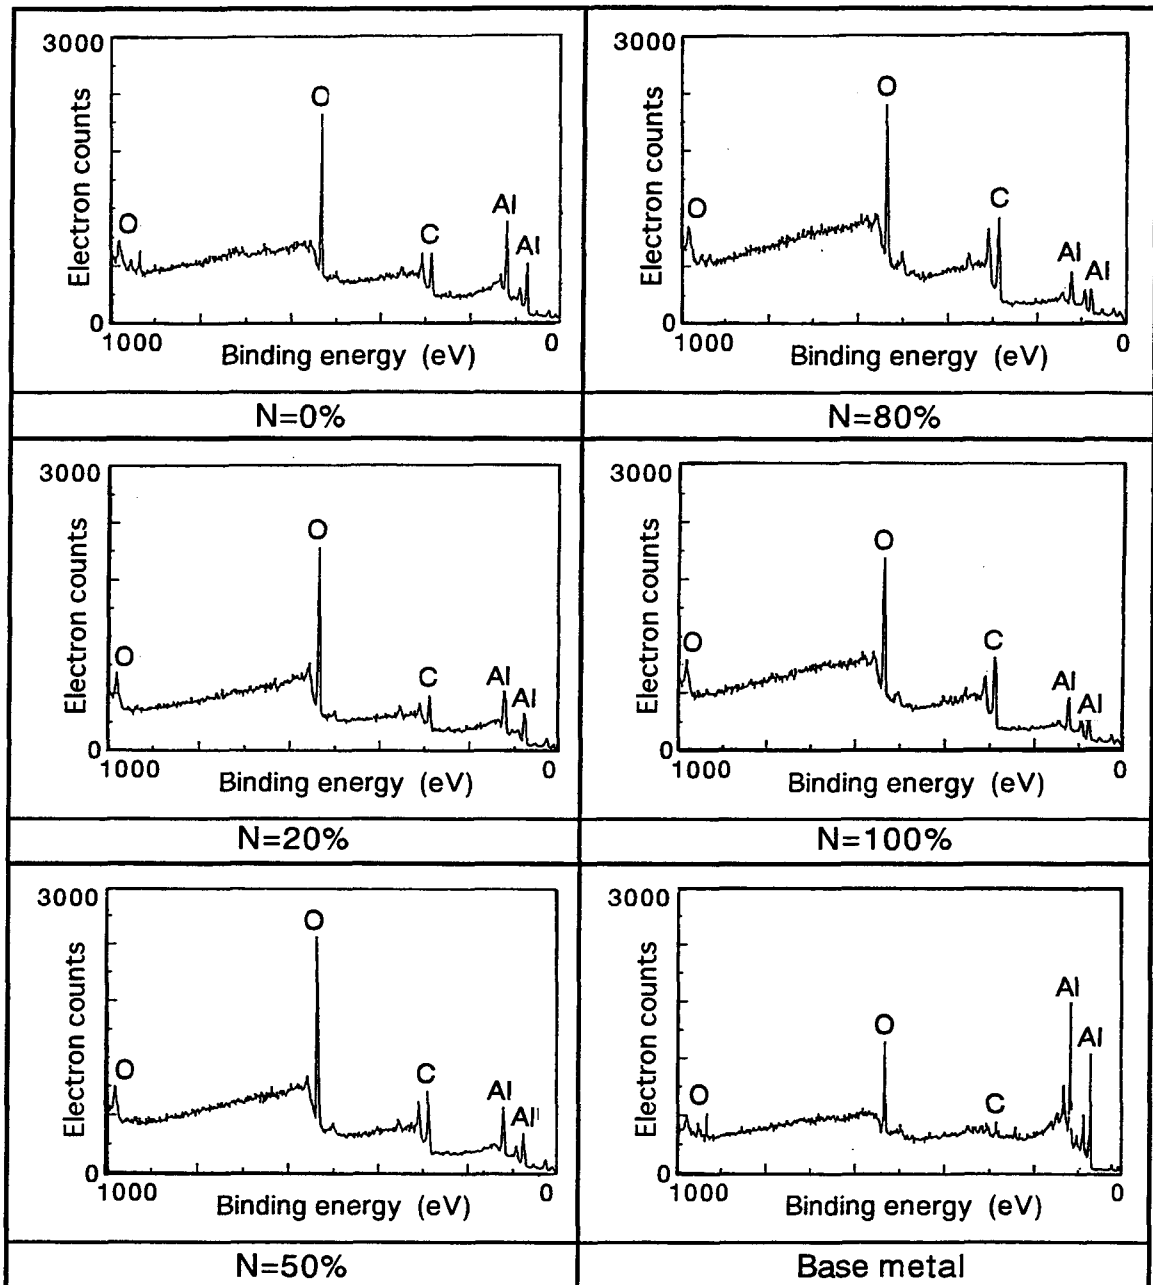 3000
Electron counts
O
O
C
Al
Al
0
1000
0
Binding energy (eV)
N=0%
3000
Electron counts
O
O
C
Al
Al
0
1000
0
Binding energy (eV)
N=80%
3000
Electron counts
O
O
C
Al
Al
0
1000
0
Binding energy (eV)
N=20%
3000
Electron counts
O
O
C
Al
Al
0
1000
0
Binding energy (eV)
N=100%
3000
Electron counts
O
O
C
Al
Al
0
1000
0
Binding energy (eV)
N=50%
3000
Electron counts
O
O
C
Al
Al
0
1000
0
Binding energy (eV)
Base metal